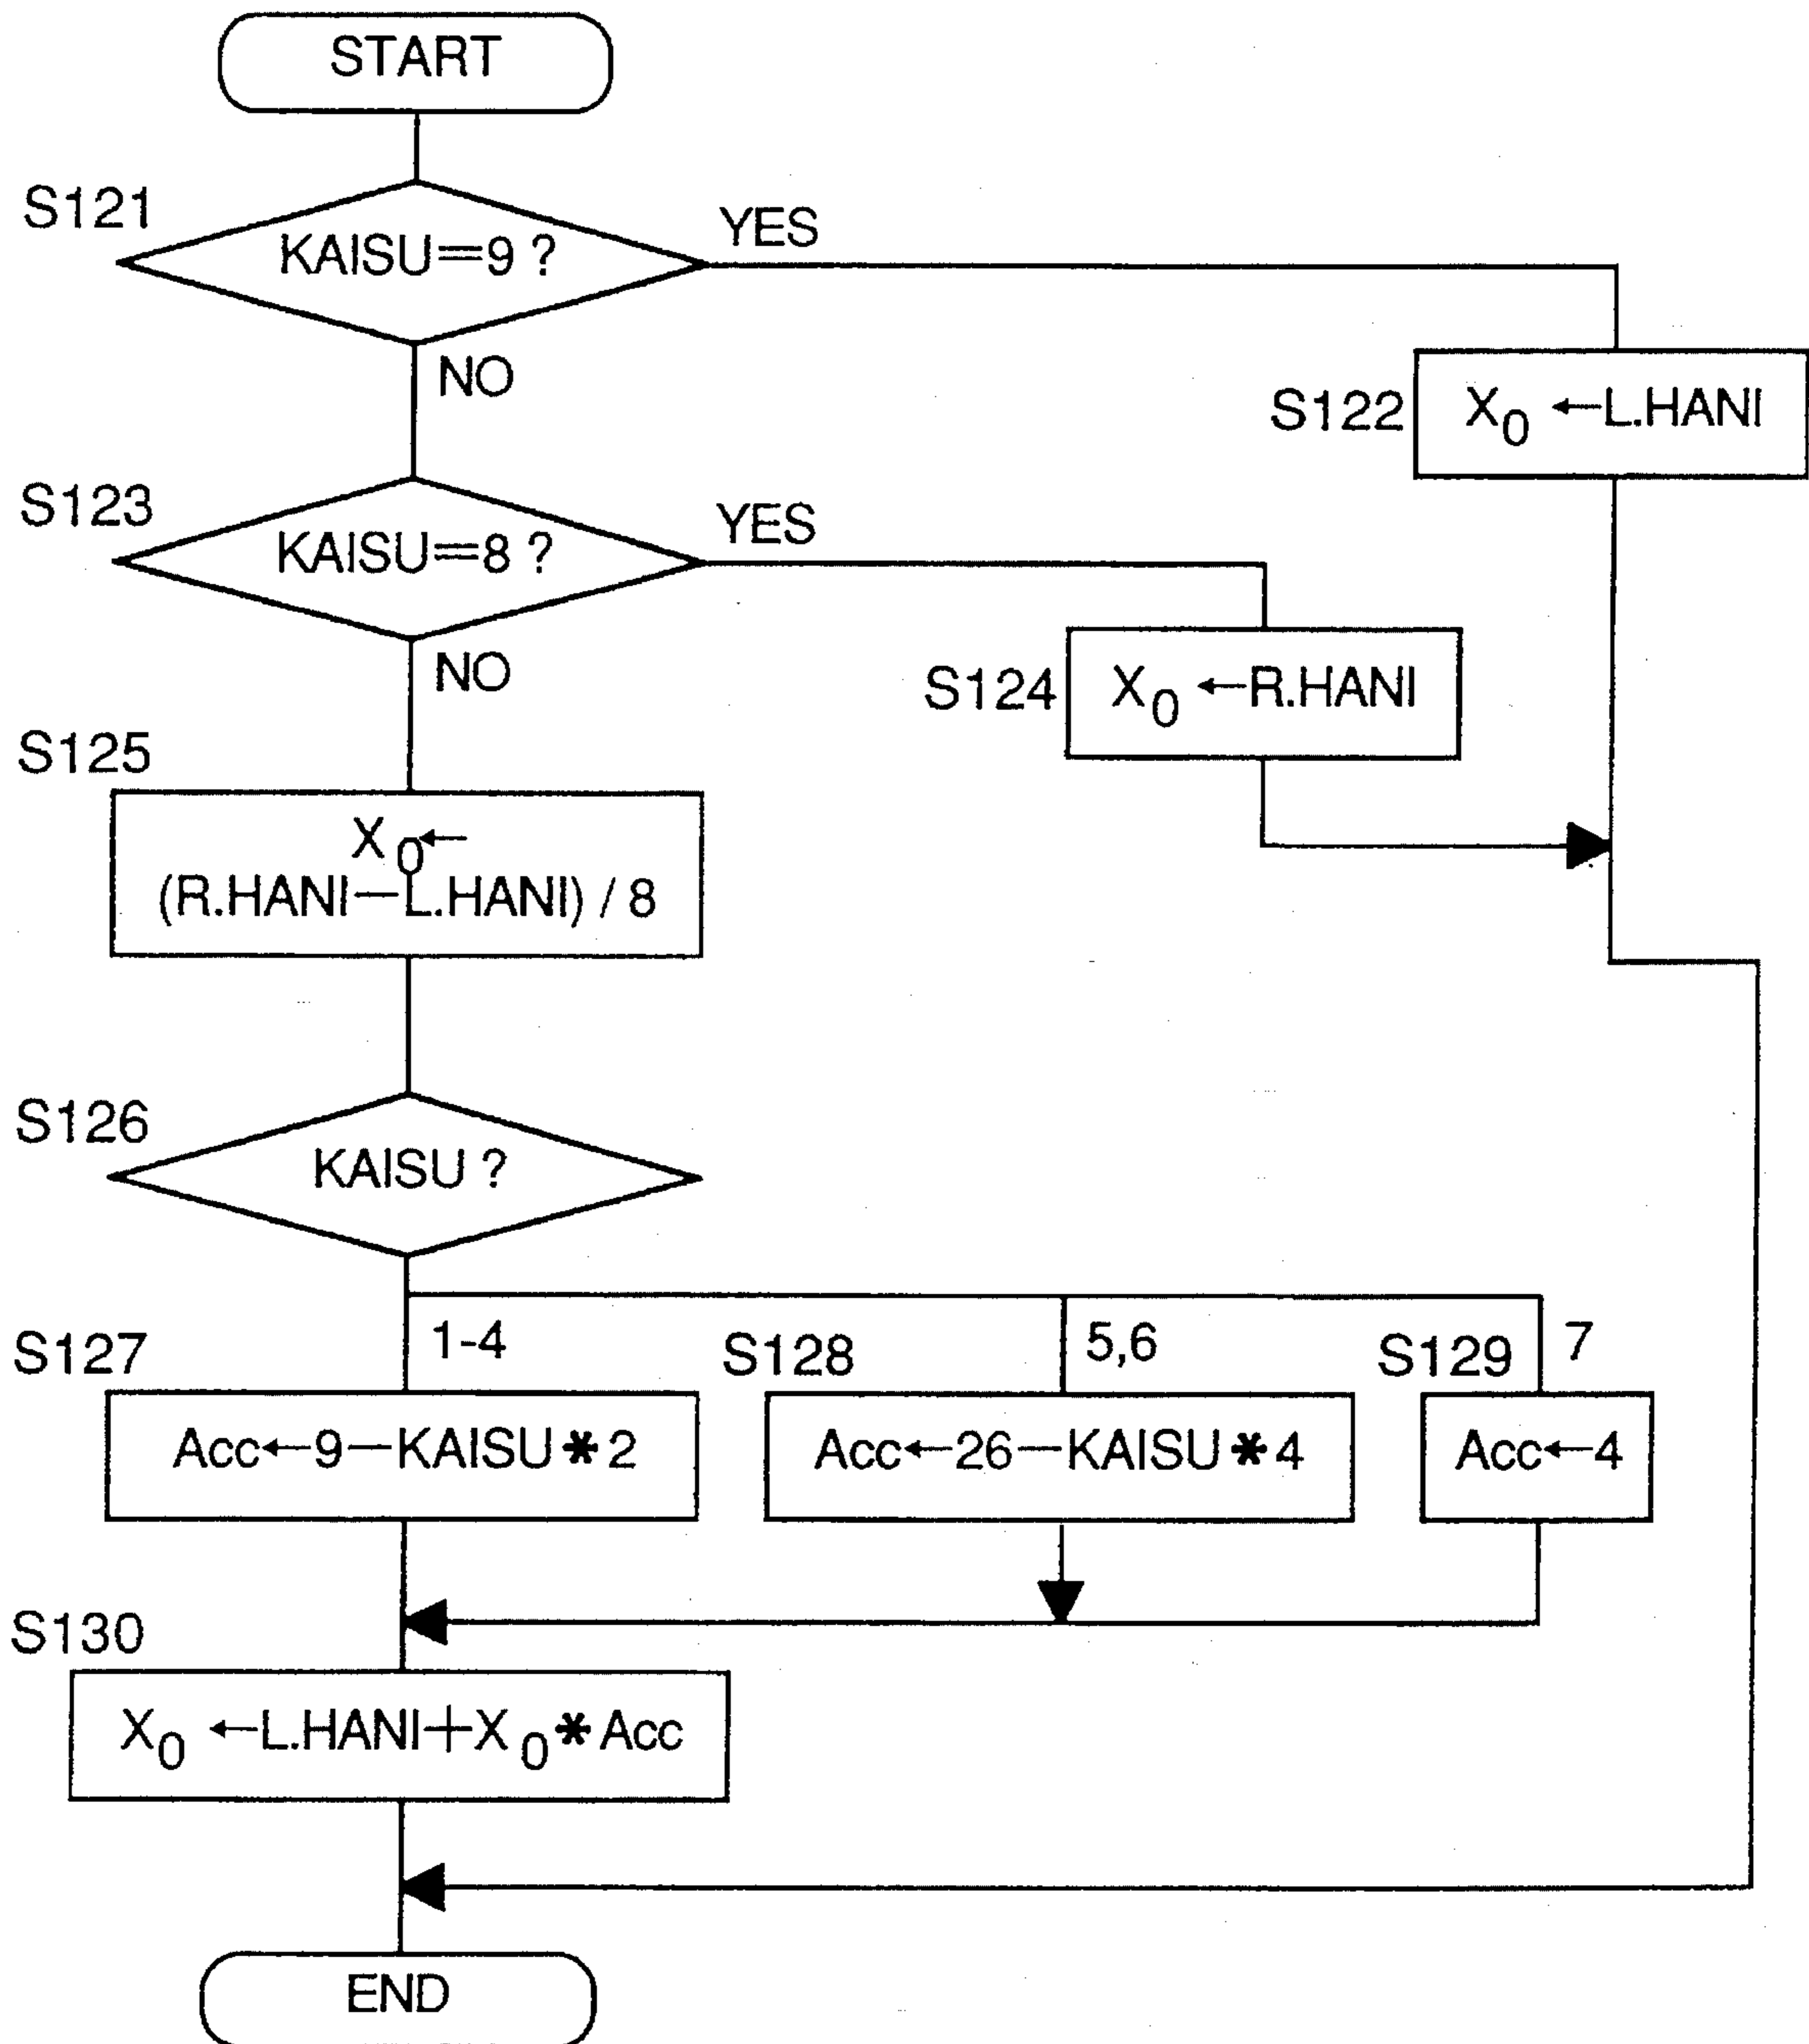 START
S121
KAISU=9 ?
YES
NO
S122
X0 ←L.HANI
S123
KAISU=8 ?
YES
NO
S124
X0 ←R.HANI
S125
X0←
(R.HANI—L.HANI) / 8
S126
KAISU ?
S127
1-4
S128
5,6
S129
7
Acc←9—KAISU*2
Acc←26—KAISU*4
Acc←4
S130
X0 ←L.HANI+X0*Acc
END